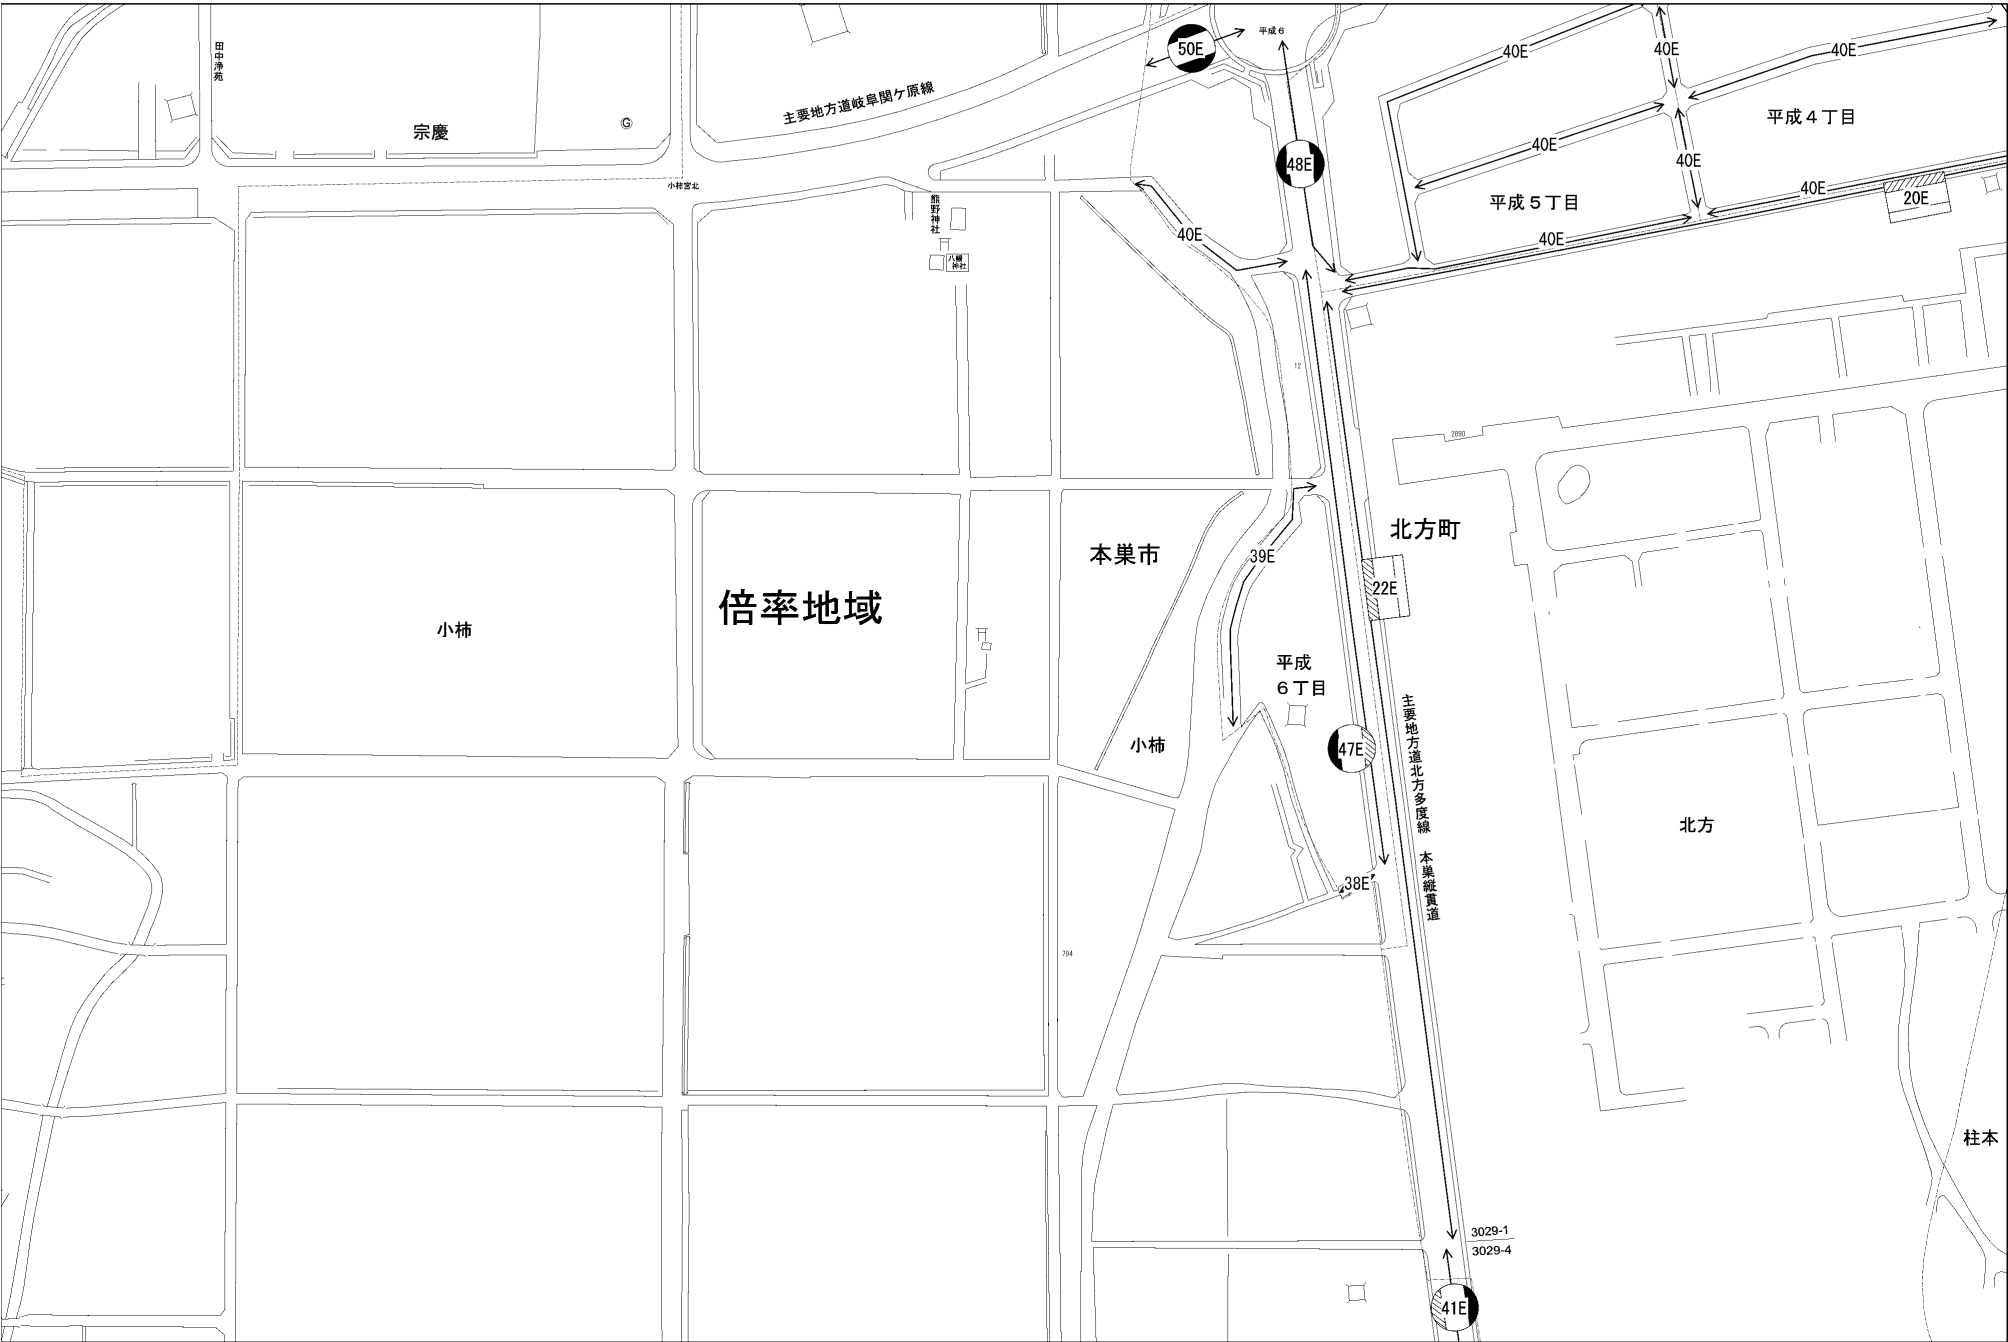 田中浄苑
宗慶
G
主要地方道岐阜関ケ原線
50E
平成6
48E
40E
40E
40E
平成4丁目
40E
40E
40E
平成5丁目
40E
20E
小柿宮北
熊野神社
八幡
神社
40E
12
2890
北方町
本巣市
39E
22E
倍率地域
小柿
平成
6丁目
小柿
47E
主要地方道北方多度線 本巣縦貫道
北方
38E
794
柱本
3029-1
3029-4
41E